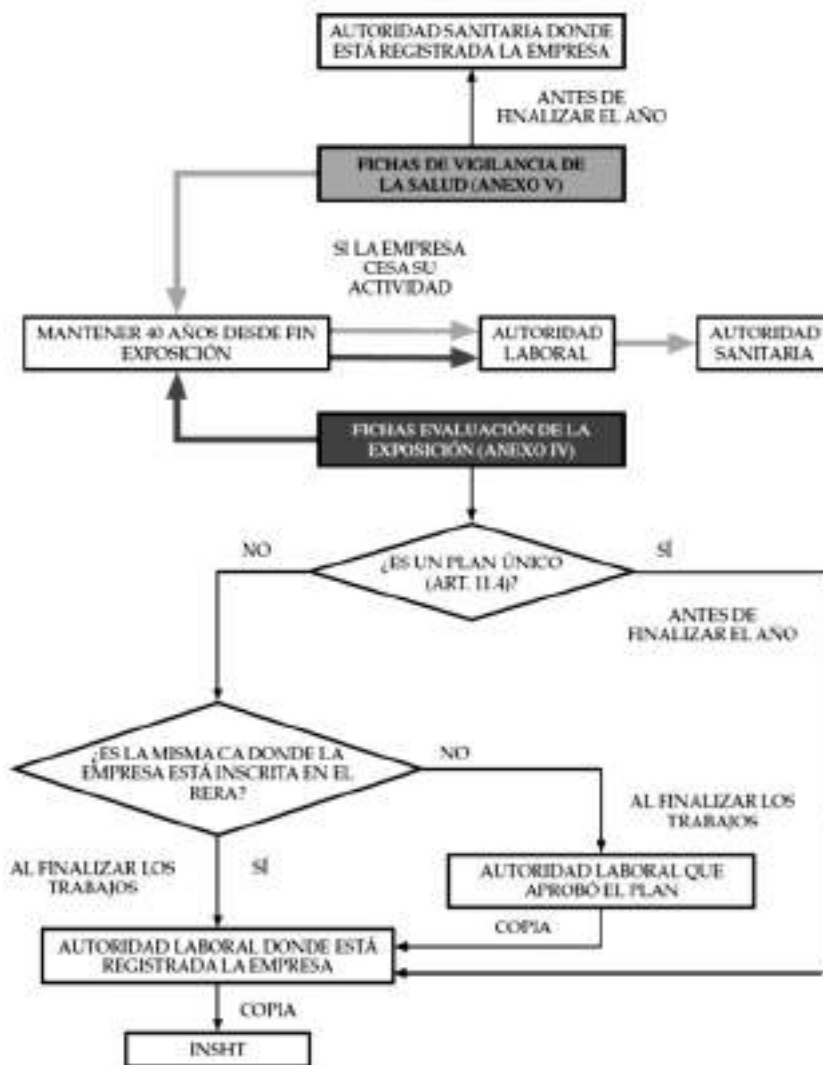 AUTORIDAD SANITARIA DONDE
ESTÁ REGISTRADA LA EMPRESA
ANTES DE
FINALIZAR EL AÑO
FICHAS DE VIGILANCIA DE
LA SALUD (ANEXO V)
SI LA EMPRESA
CESA SU
ACTIVIDAD
MANTENER 40 AÑOS DESDE FIN
EXPOSICIÓN
AUTORIDAD
LABORAL
AUTORIDAD
SANITARIA
FICHAS EVALUACIÓN DE LA
EXPOSICIÓN (ANEXO IV)
NO
¿ES UN PLAN ÚNICO
(ART. 11.4)?
SÍ
ANTES DE
FINALIZAR EL AÑO
¿ES LA MISMA CA DONDE LA
EMPRESA ESTÁ INSCRITA EN EL
RERA?
NO
AL FINALIZAR LOS
TRABAJOS
AL FINALIZAR LOS
TRABAJOS
SÍ
AUTORIDAD LABORAL QUE
APROBÓ EL PLAN
COPIA
AUTORIDAD LABORAL DONDE ESTÁ
REGISTRADA LA EMPRESA
COPIA
INSHT